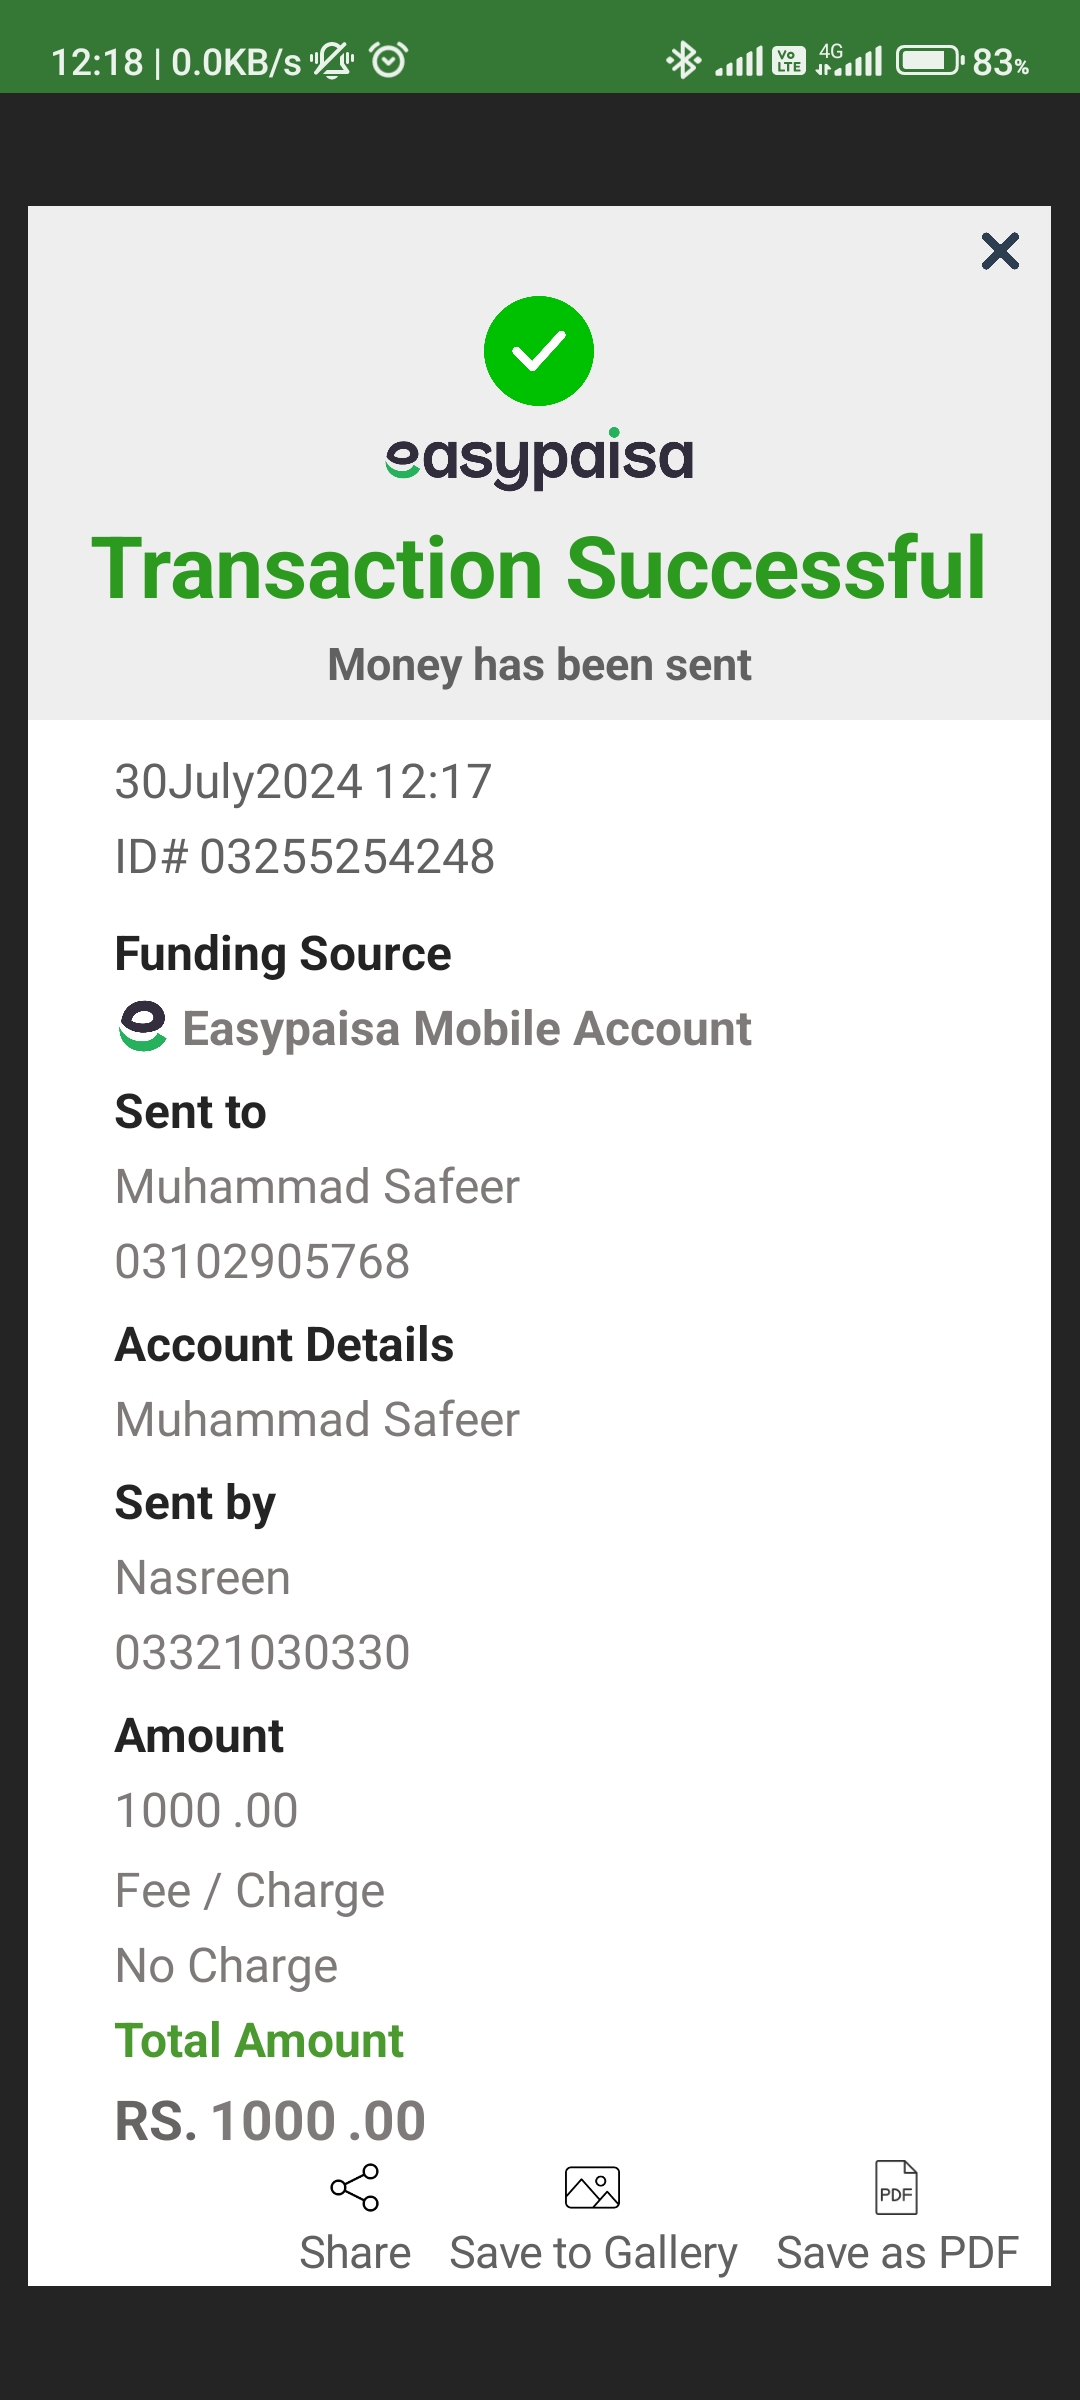 12:18 | 0.0KB/s VoLTE 4G 83%
easypaisa
Transaction Successful
Money has been sent
30July2024 12:17
ID# 03255254248
Funding Source
Easypaisa Mobile Account
Sent to
Muhammad Safeer
03102905768
Account Details
Muhammad Safeer
Sent by
Nasreen
03321030330
Amount
1000 .00
Fee / Charge
No Charge
Total Amount
RS. 1000 .00
PDF
Share Save to Gallery Save as PDF